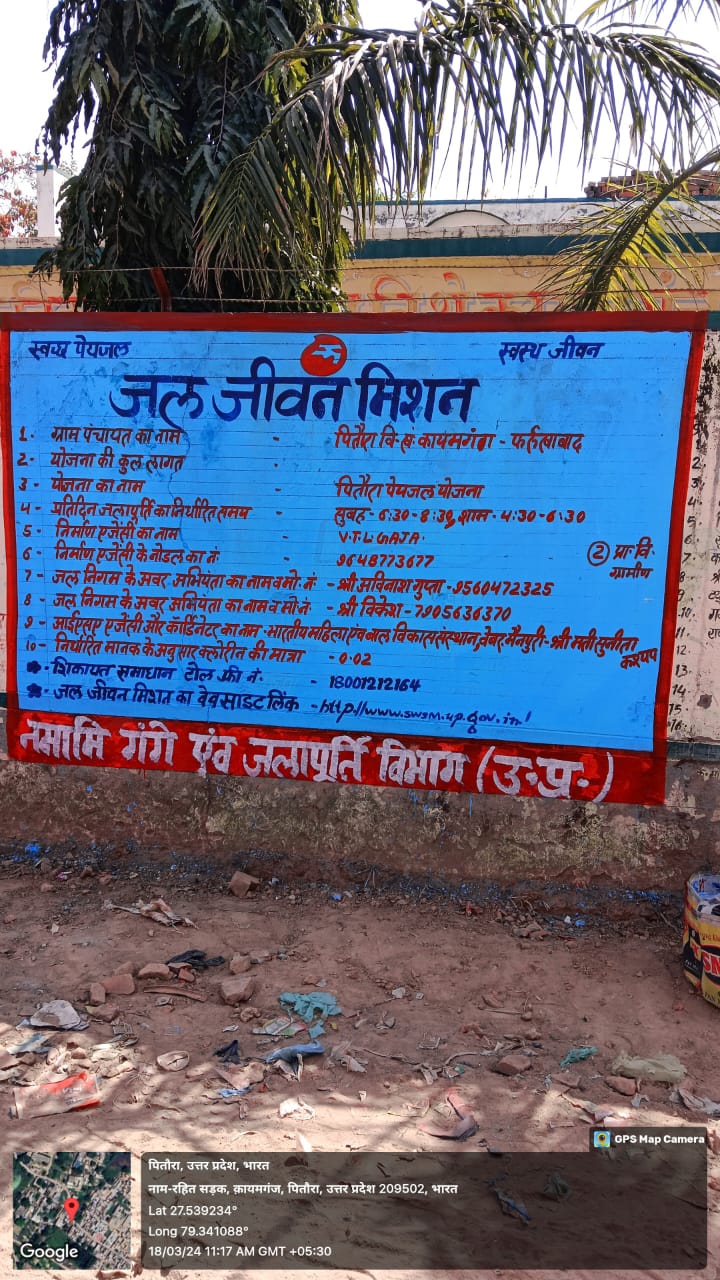 स्वच्छ पेयजल
स्वस्थ जीवन
जल जीवन मिशन
1- ग्राम पंचायत का नाम - पितौरा वि-ख-कायमगंज - फर्रुखाबाद
2- योजना की कुल लागत -
3- योजना का नाम पितौरा पेयजल योजना
4- प्रतिदिन जलापूर्ति का निर्धारित समय - सुबह - 6:30 - 8:30, शाम - 4:30 - 6:30
5- निर्माण एजेंसी का नाम - V.T.L GAJA.
6- निर्माण एजेंसी के नोडल का नं. - 9648773677
② प्रा॰वि॰
ग्रामीण
7- जल निगम के अवर अभियंता का नाम व मो. नं - श्री अविनाश गुप्ता - 9560472325
8- जल निगम के अवर अभियंता का नाम व मो. नं - श्री विकेश - 7905636370
9- आईएसए एजेंसी और कॉर्डिनेटर का नाम - भारतीय महिला एंव बाल विकास संस्थान, बेवर मैनपुरी - श्री मती सुनीता
कश्यप
10- निर्धारित मानक के अनुसार क्लोरिन की मात्रा - 0.02
शिकायत समाधान टोल फ्री नं. - 18001212164
जल जीवन मिशन का वेबसाइट लिंक - http//www.swsm.up.gov.in/
नमामि गंगे एंव जलापूर्ति विभाग (उ॰प्र॰)
GPS Map Camera
पितौरा, उत्तर प्रदेश, भारत
नाम-रहित सड़क, क़ायमगंज, पितौरा, उत्तर प्रदेश 209502, भारत
Lat 27.539234°
Long 79.341088°
18/03/24 11:17 AM GMT +05:30
Google